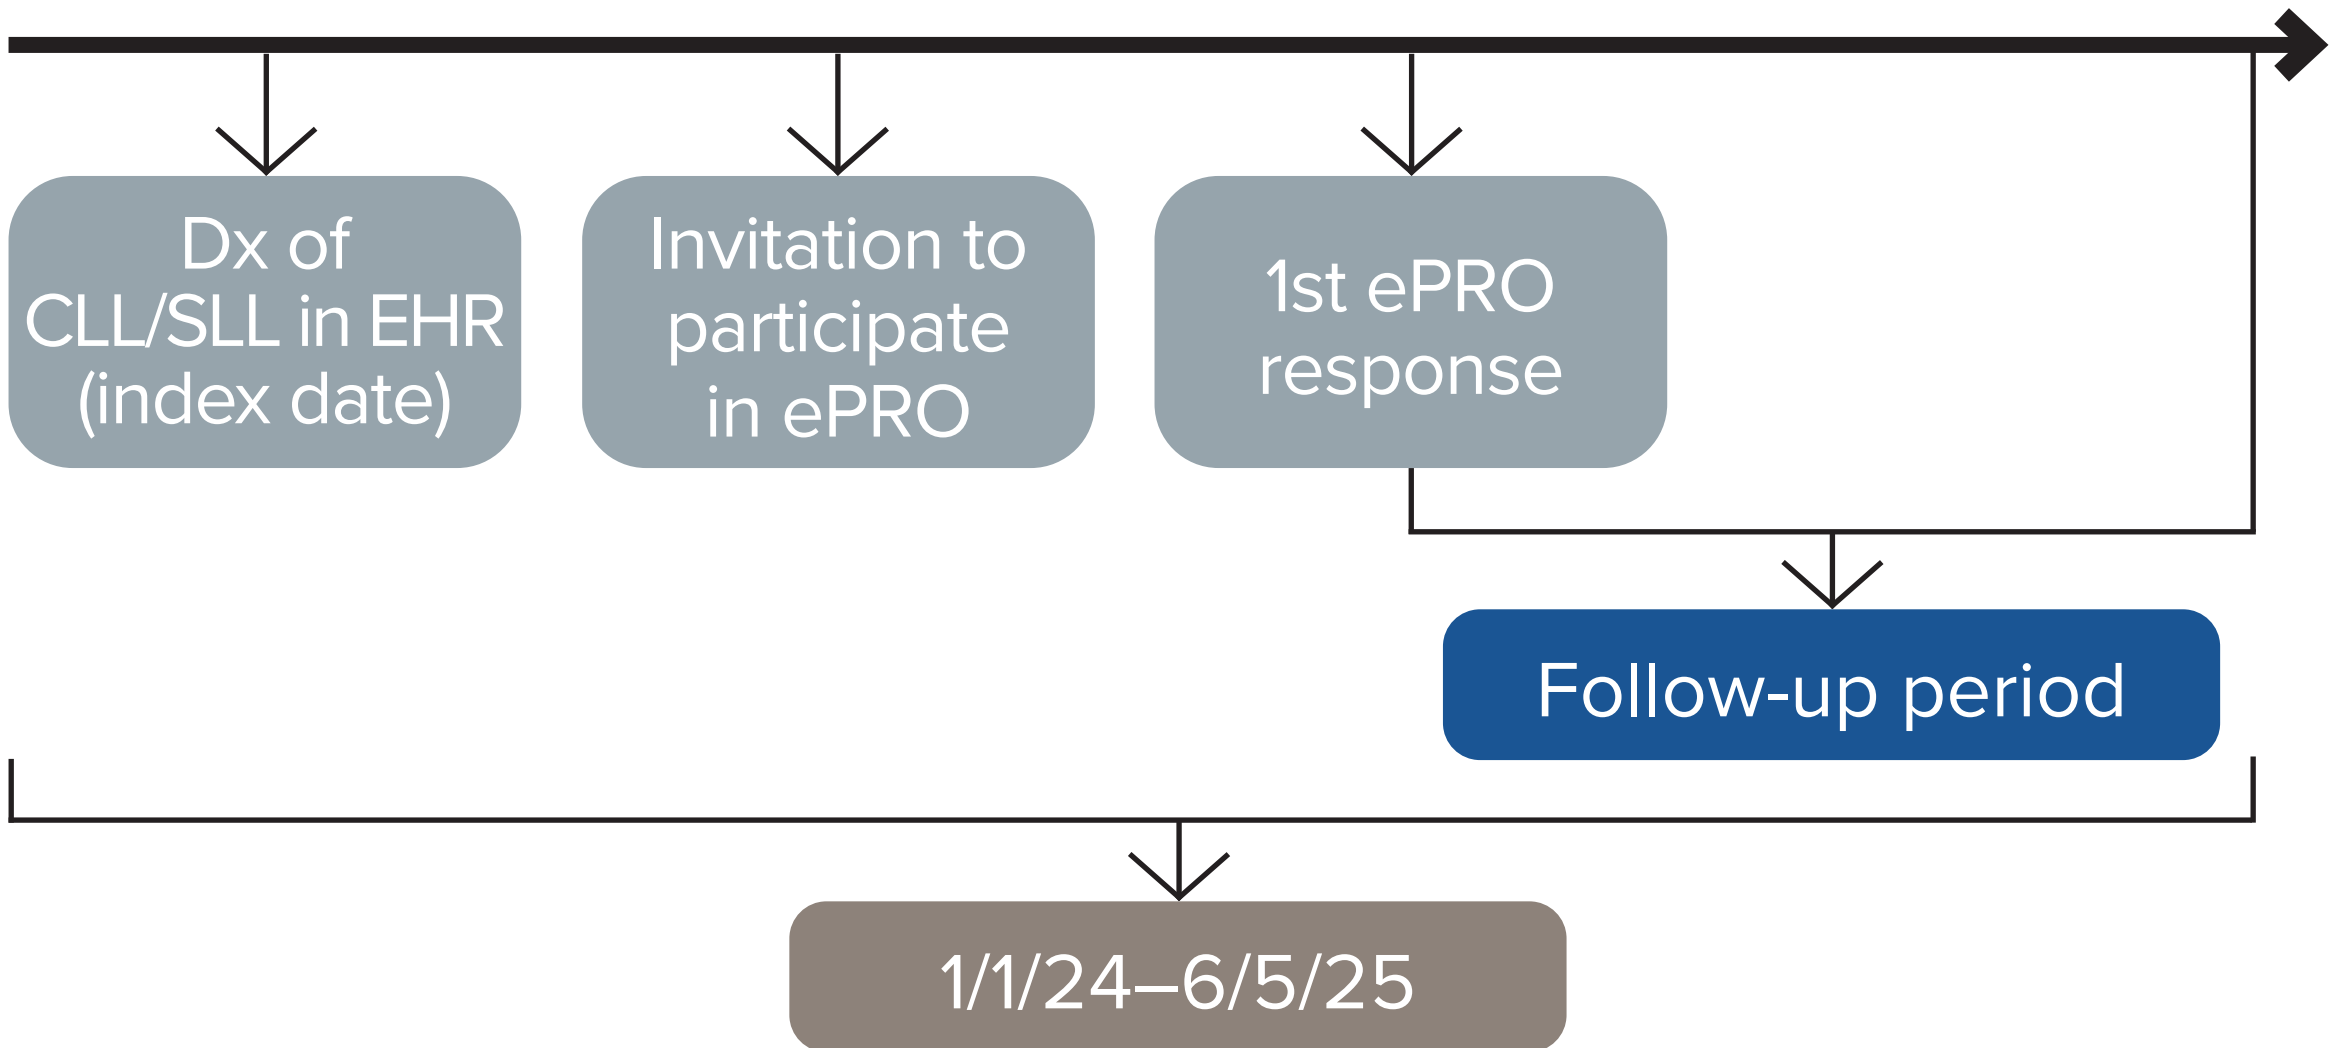 Dx of
CLL/SLL in EHR
(index date)
Invitation to
participate
in ePRO
1st ePRO
response
Follow-up period
1/1/24–6/5/25